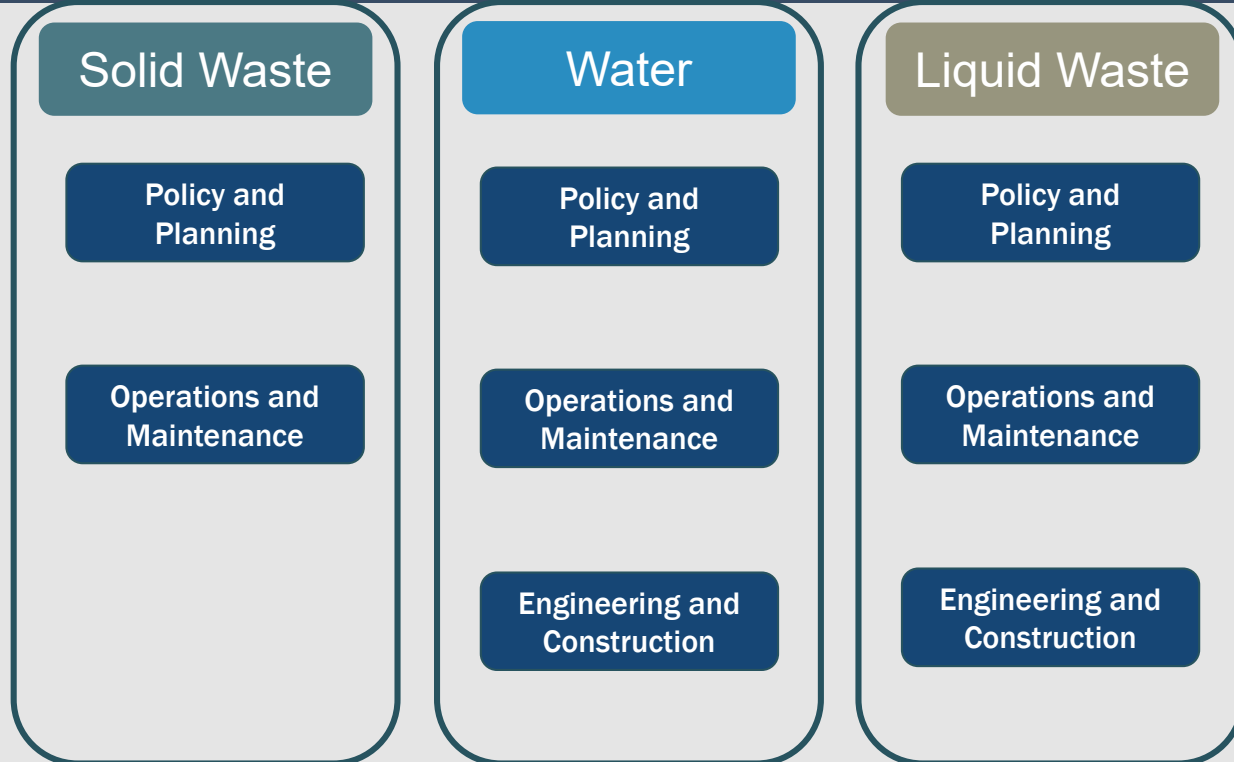 Solid Waste
Policy and
Planning
Operations and
Maintenance
Water
Policy and
Planning
Operations and
Maintenance
Engineering and
Construction
Liquid Waste
Policy and
Planning
Operations and
Maintenance
Engineering and
Construction